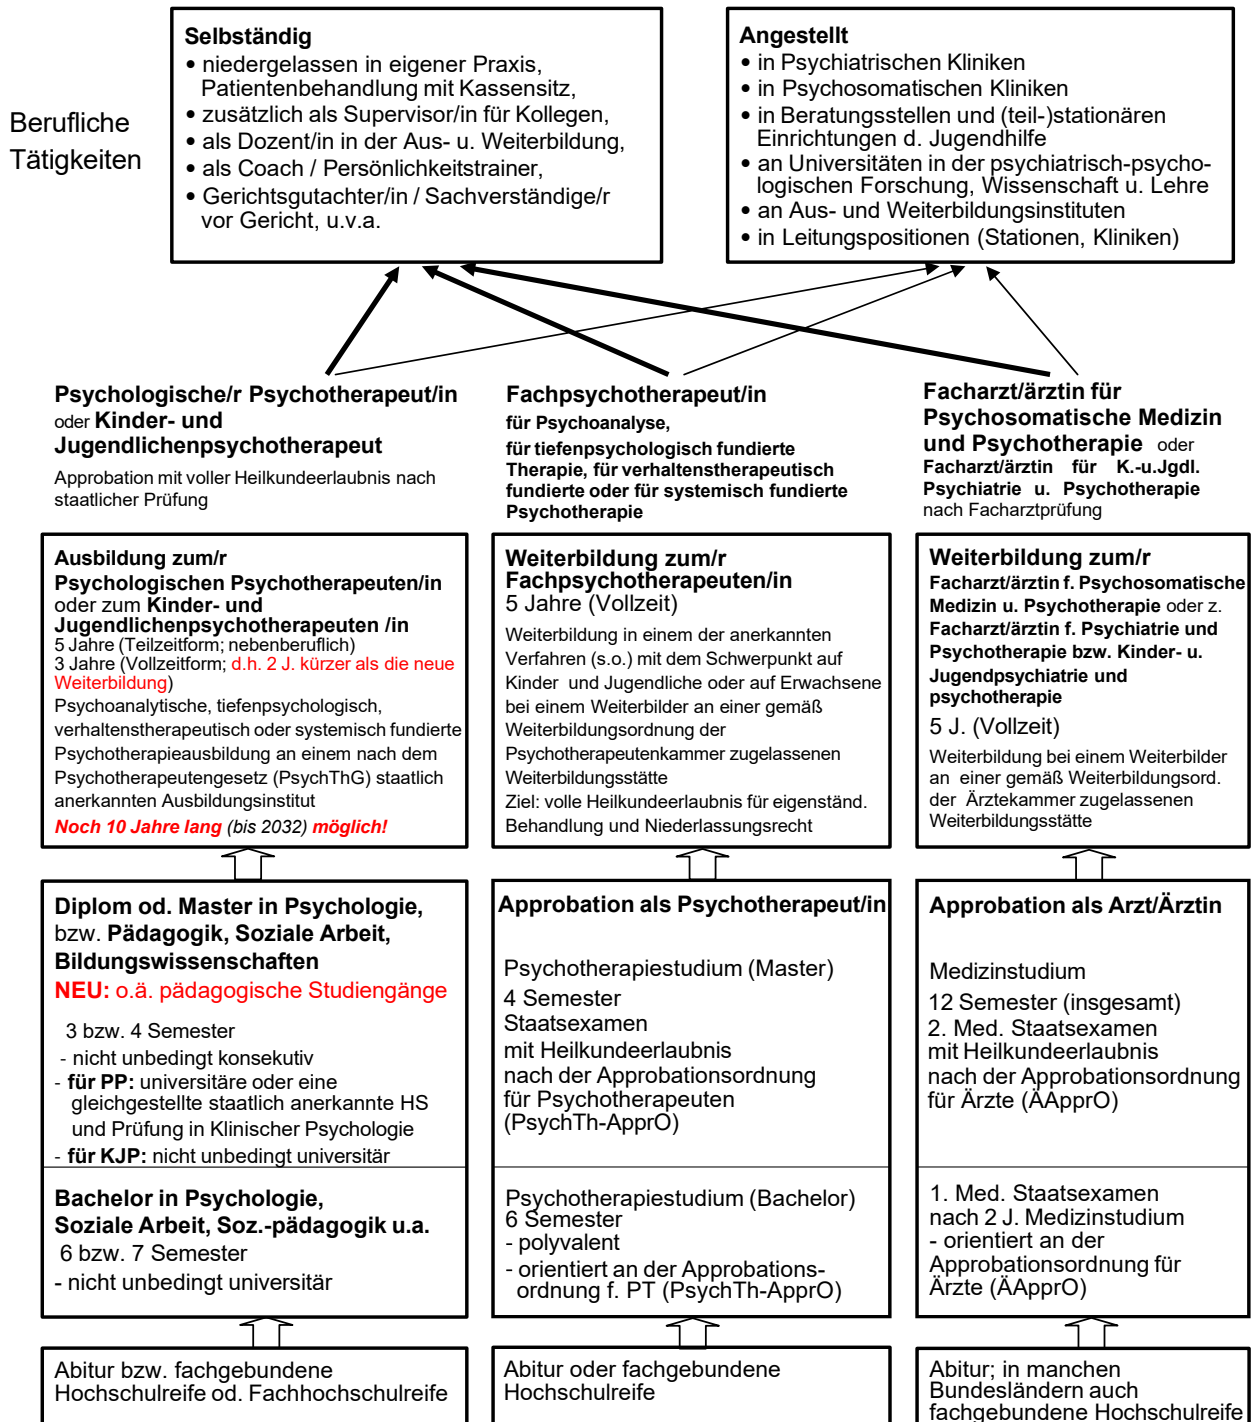 Berufliche
Tätigkeiten
Selbständig
• niedergelassen in eigener Praxis,
Patientenbehandlung mit Kassensitz,
• zusätzlich als Supervisor/in für Kollegen,
• als Dozent/in in der Aus- u. Weiterbildung,
• als Coach / Persönlichkeitstrainer,
• Gerichtsgutachter/in / Sachverständige/r
vor Gericht, u.v.a.
Angestellt
• in Psychiatrischen Kliniken
• in Psychosomatischen Kliniken
• in Beratungsstellen und (teil-)stationären
Einrichtungen d. Jugendhilfe
• an Universitäten in der psychiatrisch-psycho-
logischen Forschung, Wissenschaft u. Lehre
• an Aus- und Weiterbildungsinstituten
• in Leitungspositionen (Stationen, Kliniken)
Psychologische/r Psychotherapeut/in
oder Kinder- und
Jugendlichenpsychotherapeut
Approbation mit voller Heilkundeerlaubnis nach
staatlicher Prüfung
Fachpsychotherapeut/in
für Psychoanalyse,
für tiefenpsychologisch fundierte
Therapie, für verhaltenstherapeutisch
fundierte oder für systemisch fundierte
Psychotherapie
Facharzt/ärztin für
Psychosomatische Medizin
und Psychotherapie oder
Facharzt/ärztin für K.-u.Jgdl.
Psychiatrie u. Psychotherapie
nach Facharztprüfung
Ausbildung zum/r
Psychologischen Psychotherapeuten/in
oder zum Kinder- und
Jugendlichenpsychotherapeuten /in
5 Jahre (Teilzeitform; nebenberuflich)
3 Jahre (Vollzeitform; d.h. 2 J. kürzer als die neue
Weiterbildung)
Psychoanalytische, tiefenpsychologisch,
verhaltenstherapeutisch oder systemisch fundierte
Psychotherapieausbildung an einem nach dem
Psychotherapeutengesetz (PsychThG) staatlich
anerkannten Ausbildungsinstitut
Noch 10 Jahre lang (bis 2032) möglich!
Weiterbildung zum/r
Fachpsychotherapeuten/in
5 Jahre (Vollzeit)
Weiterbildung in einem der anerkannten
Verfahren (s.o.) mit dem Schwerpunkt auf
Kinder und Jugendliche oder auf Erwachsene
bei einem Weiterbilder an einer gemäß
Weiterbildungsordnung der
Psychotherapeutenkammer zugelassenen
Weiterbildungsstätte
Ziel: volle Heilkundeerlaubnis für eigenständ.
Behandlung und Niederlassungsrecht
Weiterbildung zum/r
Facharzt/ärztin f. Psychosomatische
Medizin u. Psychotherapie oder z.
Facharzt/ärztin f. Psychiatrie und
Psychotherapie bzw. Kinder- u.
Jugendpsychiatrie und
psychotherapie
5 J. (Vollzeit)
Weiterbildung bei einem Weiterbilder
an einer gemäß Weiterbildungsord.
der Ärztekammer zugelassenen
Weiterbildungsstätte
Diplom od. Master in Psychologie,
bzw. Pädagogik, Soziale Arbeit,
Bildungswissenschaften
NEU: o.ä. pädagogische Studiengänge
3 bzw. 4 Semester
- nicht unbedingt konsekutiv
- für PP: universitäre oder eine
gleichgestellte staatlich anerkannte HS
und Prüfung in Klinischer Psychologie
- für KJP: nicht unbedingt universitär
Bachelor in Psychologie,
Soziale Arbeit, Soz.-pädagogik u.a.
6 bzw. 7 Semester
- nicht unbedingt universitär
Approbation als Psychotherapeut/in
Psychotherapiestudium (Master)
4 Semester
Staatsexamen
mit Heilkundeerlaubnis
nach der Approbationsordnung
für Psychotherapeuten
(PsychTh-ApprO)
Psychotherapiestudium (Bachelor)
6 Semester
- polyvalent
- orientiert an der Approbations-
ordnung f. PT (PsychTh-ApprO)
Approbation als Arzt/Ärztin
Medizinstudium
12 Semester (insgesamt)
2. Med. Staatsexamen
mit Heilkundeerlaubnis
nach der Approbationsordnung
für Ärzte (ÄApprO)
1. Med. Staatsexamen
nach 2 J. Medizinstudium
- orientiert an der
Approbationsordnung für
Ärzte (ÄApprO)
Abitur bzw. fachgebundene
Hochschulreife od. Fachhochschulreife
Abitur oder fachgebundene
Hochschulreife
Abitur; in manchen
Bundesländern auch
fachgebundene Hochschulreife